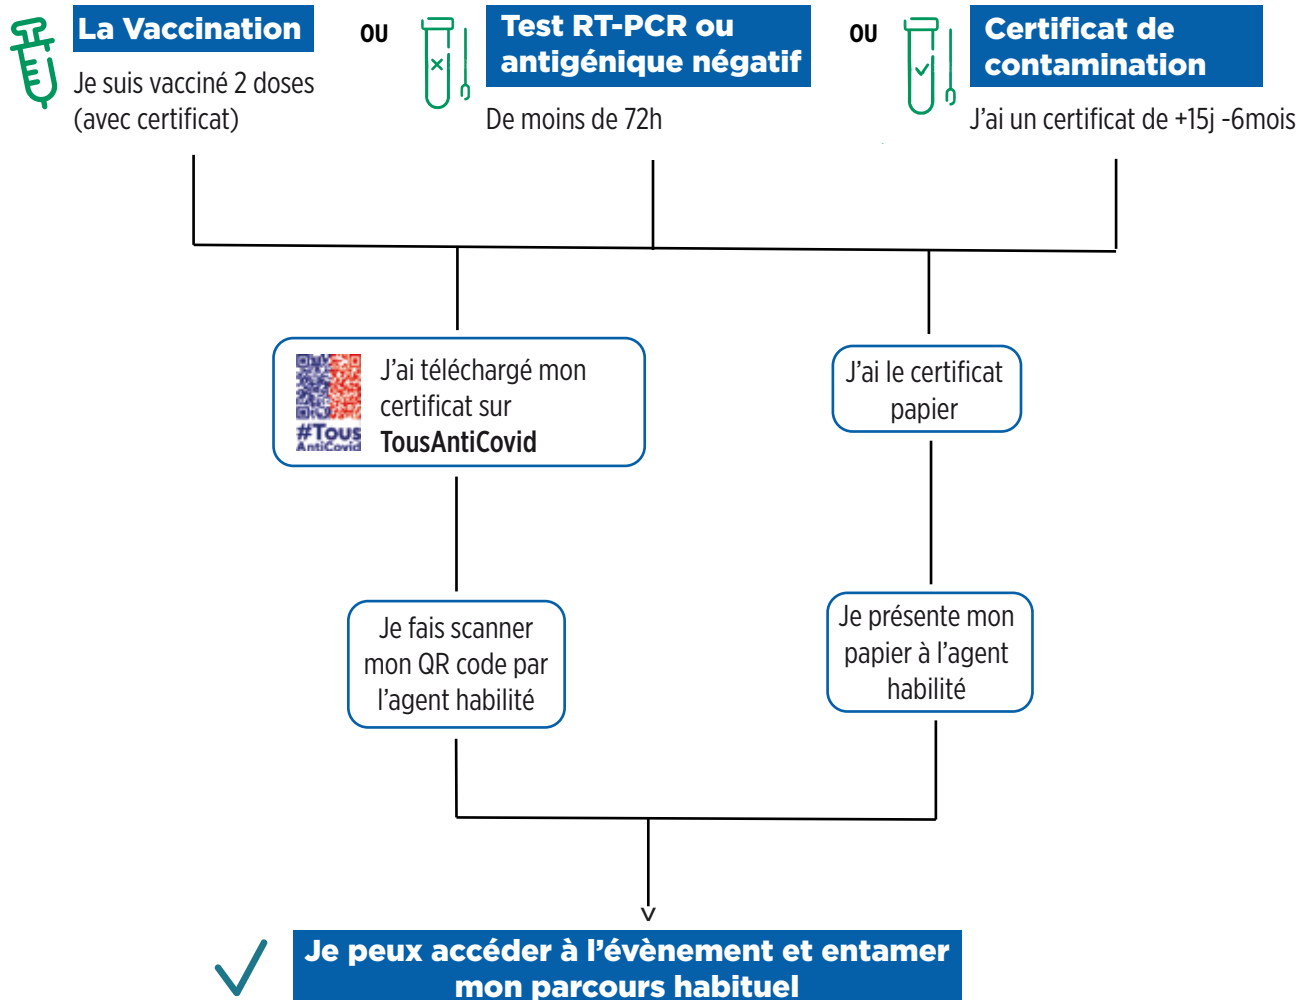 La Vaccination
Je suis vacciné 2 doses
(avec certificat)
OU
Test RT-PCR ou
antigénique négatif
De moins de 72h
OU
Certificat de
contamination
J’ai un certificat de +15j -6mois
#Tous
AntiCovid
J’ai téléchargé mon
certificat sur
TousAntiCovid
J’ai le certificat
papier
Je fais scanner
mon QR code par
l’agent habilité
Je présente mon
papier à l’agent
habilité
Je peux accéder à l’évènement et entamer
mon parcours habituel